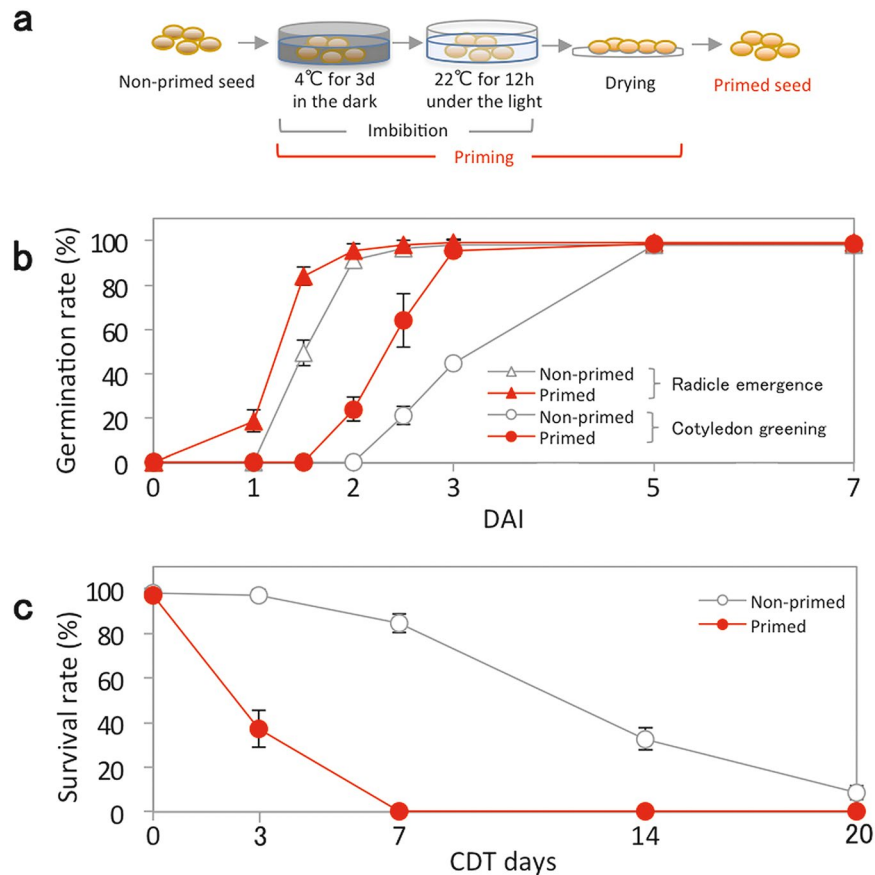 a
Non-primed seed
4℃ for 3d
in the dark
22℃ for 12h
under the light
Drying
Primed seed
Imbibition
Priming
b
Germination rate (%)
100
80
60
40
20
0
Non-primed
Primed
Radicle emergence
Non-primed
Primed
Cotyledon greening
0 1 2 3 5 7
DAI
c
Survival rate (%)
100
80
60
40
20
0
Non-primed
Primed
0 3 7 14 20
CDT days